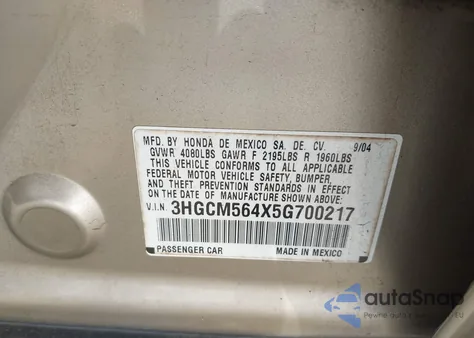 MFD. BY HONDA DE MEXICO SA. DE. CV. 9/04
GVWR 4080LBS GAWR F 2195LBS R 1960LBS
THIS VEHICLE CONFORMS TO ALL APPLICABLE
FEDERAL MOTOR VEHICLE SAFETY, BUMPER,
AND THEFT PREVENTION STANDARDS IN EFFECT
ON THE DATE OF MANUFACTURE SHOWN ABOVE.
V.I.N. 3HGCM564X5G700217
PASSENGER CAR MADE IN MEXICO
autoSnap